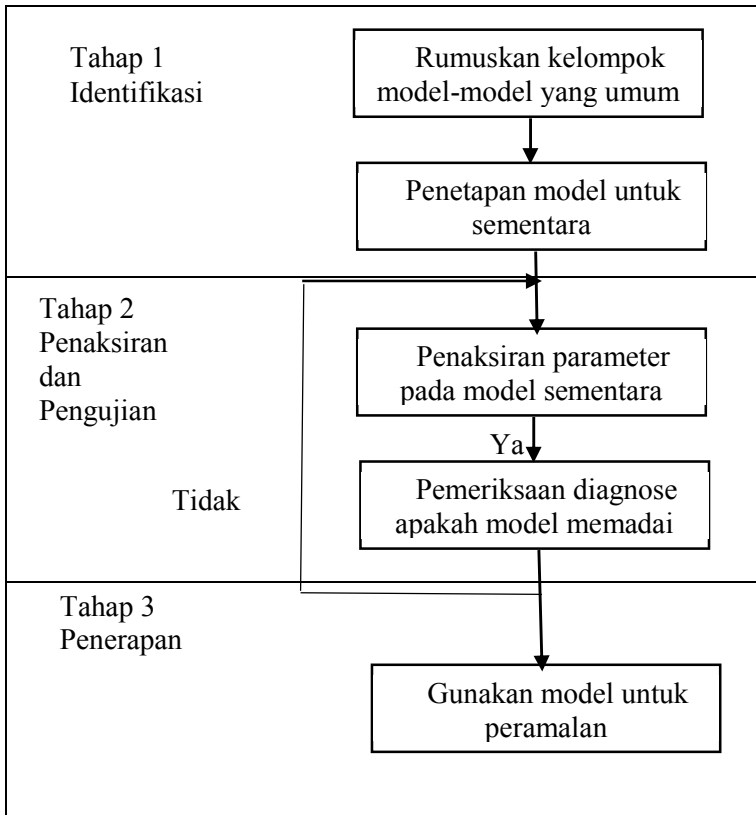 Tahap 1
Identifikasi
Rumuskan kelompok
model-model yang umum
Penetapan model untuk
sementara
Tahap 2
Penaksiran
dan
Pengujian
Penaksiran parameter
pada model sementara
Ya
Tidak
Pemeriksaan diagnose
apakah model memadai
Tahap 3
Penerapan
Gunakan model untuk
peramalan